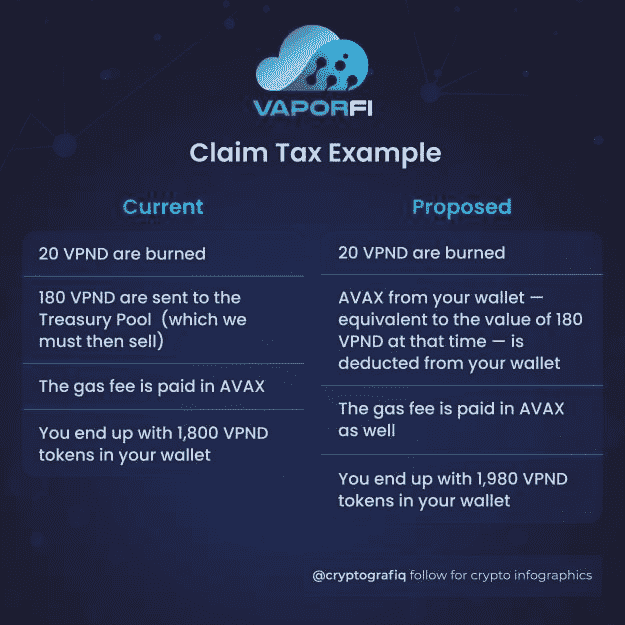 VAPORFI
Claim Tax Example
Current
20 VPND are burned
180 VPND are sent to the
Treasury Pool (which we
must then sell)
The gas fee is paid in AVAX
You end up with 1,800 VPND
tokens in your wallet
Proposed
20 VPND are burned
AVAX from your wallet —
equivalent to the value of 180
VPND at that time — is
deducted from your wallet
The gas fee is paid in AVAX
as well
You end up with 1,980 VPND
tokens in your wallet
@cryptografiq follow for crypto infographics